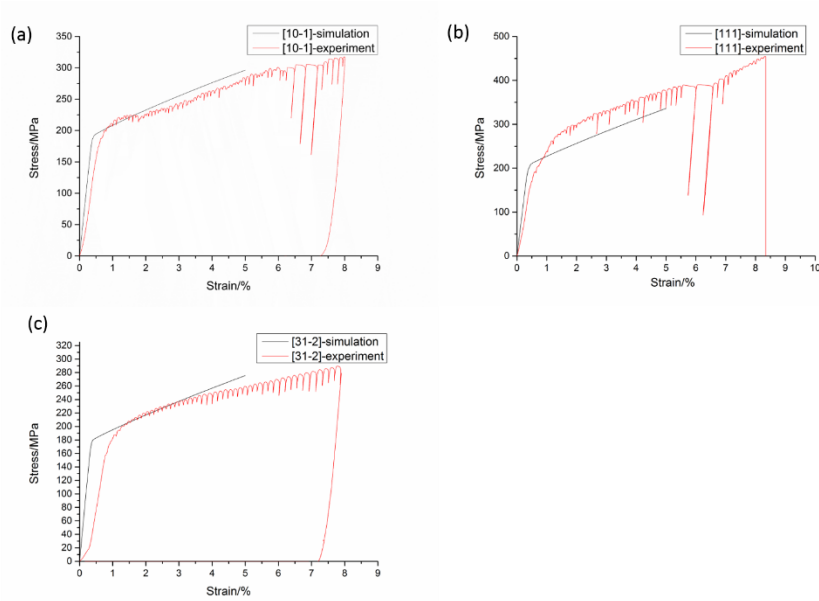 (a)
[10-1]-simulation
[10-1]-experiment
350
300
250
200
150
100
50
0
Stress/MPa
0 1 2 3 4 5 6 7 8 9
Strain/%
(b)
[111]-simulation
[111]-experiment
500
400
300
200
100
0
Stress/MPa
0 1 2 3 4 5 6 7 8 9 10
Strain/%
(c)
[31-2]-simulation
[31-2]-experiment
320
300
280
260
240
220
200
180
160
140
120
100
80
60
40
20
0
Stress/MPa
0 1 2 3 4 5 6 7 8 9
Strain/%